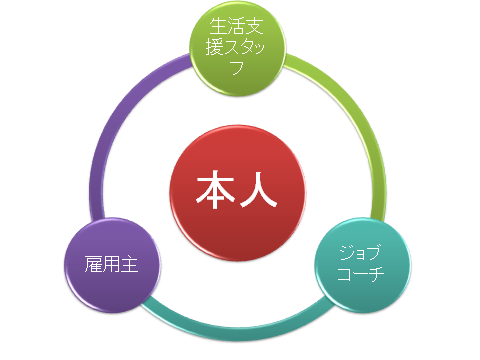 生活支
援スタッ
フ
本人
雇用主
ジョブ
コーチ